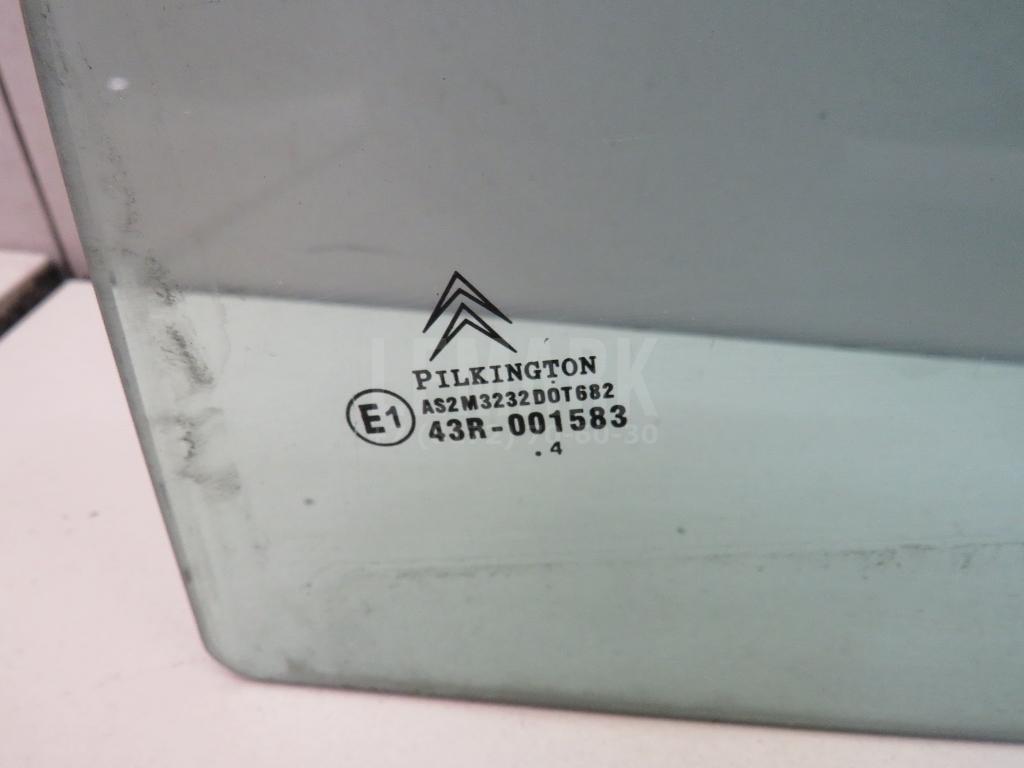 PILKINGTON
E1
AS2M3232DOT682
43R-001583
.4